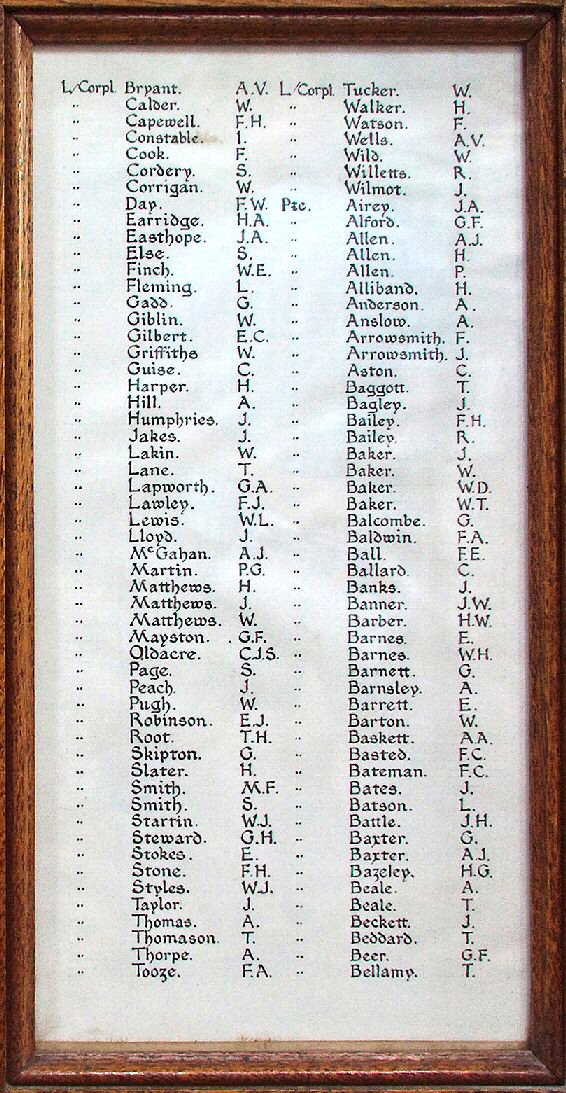 L/Corpl Bryant. A.V. L/Corpl Tucker. W.
" Calder. W. " Walker. H.
" Capewell. F.H. " Watson. F.
" Constable. I. " Wells. A.V.
" Cook. F. " Wild. W.
" Cordery. S. " Willetts. R.
" Corrigan. W. " Wilmot. J.
" Day. F.W. Pte. Airey. J.A.
" Earridge. H.A. " Alford. G.F.
" Easthope. J.A. " Allen. A.J.
" Else. S. " Allen. H.
" Finch. W.E. " Allen. P.
" Fleming. L. " Alliband. H.
" Gadd. G. " Anderson. A.
" Giblin. W. " Anslow. A.
" Gilbert. E.C. " Arrowsmith. F.
" Griffiths W. " Arrowsmith. J.
" Guise. C. " Aston. C.
" Harper. H. " Baggott. T.
" Hill. A. " Bagley. J.
" Humphries. J. " Bailey. F.H.
" Jakes. J. " Bailey. R.
" Lakin. W. " Baker. J.
" Lane. T. " Baker. W.
" Lapworth. G.A. " Baker. W.D.
" Lawley. F.J. " Baker. W.T.
" Lewis. W.L. " Balcombe. G.
" Lloyd. J. " Baldwin. F.A.
" McGahan. A.J. " Ball. F.E.
" Martin. P.G. " Ballard. C.
" Matthews. H. " Banks. J.
" Matthews. J. " Banner. J.W.
" Matthews. W. " Barber. H.W.
" Mayston. G.F. " Barnes. E.
" Oldacre. C.J.S. " Barnes. W.H.
" Page. S. " Barnett. G.
" Peach. J. " Barnsley. A.
" Pugh. W. " Barrett. E.
" Robinson. E.J. " Barton. W.
" Root. T.H. " Baskett. A.A.
" Skipton. G. " Basted. F.C.
" Slater. H. " Bateman. F.C.
" Smith. M.F. " Bates. J.
" Smith. S. " Batson. L.
" Startin. W.J. " Battle. J.H.
" Steward. G.H. " Baxter. G.
" Stokes. E. " Baxter. A.J.
" Stone. F.H. " Bazeley. H.G.
" Styles. W.J. " Beale. A.
" Taylor. J. " Beale. T.
" Thomas. A. " Beckett. J.
" Thomason. T. " Beddard. T.
" Thorpe. A. " Beer. G.F.
" Tooze. F.A. " Bellamy. T.